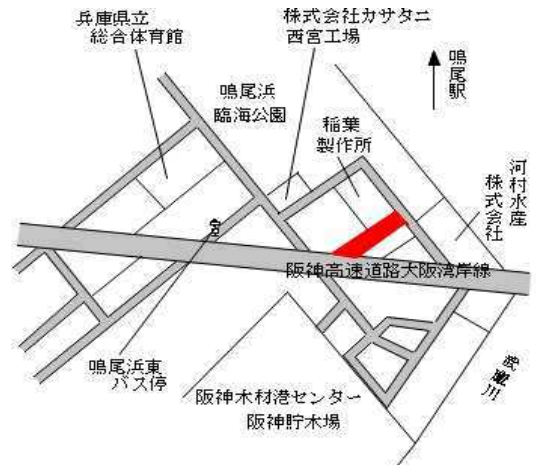 兵庫県立
総合体育館
株式会社カサタニ
西宮工場
鳴尾浜
臨海公園
稲葉
製作所
鳴尾駅
河村水産
株式会社
阪神高速道路大阪湾岸線
鳴尾浜東
バス停
阪神木材港センター
阪神貯木場
武庫川